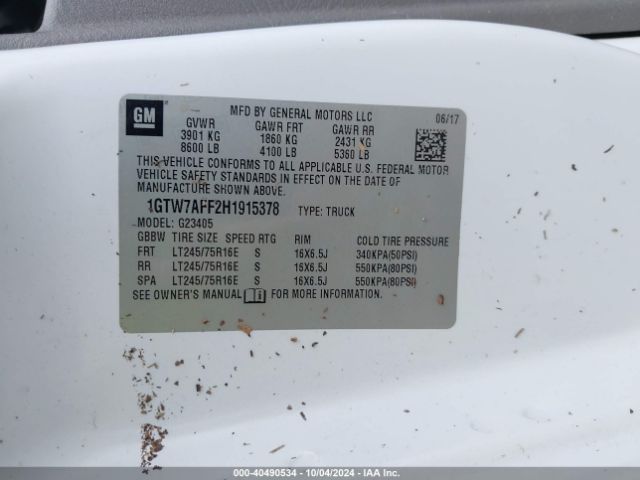 GM
MFD BY GENERAL MOTORS LLC
06/17
GVWR GAWR FRT GAWR RR
3901 KG 1860 KG 2431 KG
8600 LB 4100 LB 5360 LB
THIS VEHICLE CONFORMS TO ALL APPLICABLE U.S. FEDERAL MOTOR
VEHICLE SAFETY STANDARDS IN EFFECT ON THE DATE OF
MANUFACTURE SHOWN ABOVE.
1GTW7AFF2H1915378 TYPE: TRUCK
MODEL: G23405
GBBW TIRE SIZE SPEED RTG RIM COLD TIRE PRESSURE
FRT LT245/75R16E S 16X6.5J 340KPA(50PSI)
RR LT245/75R16E S 16X6.5J 550KPA(80PSI)
SPA LT245/75R16E S 16X6.5J 550KPA(80PSI)
SEE OWNER'S MANUAL FOR MORE INFORMATION.
000-40490534 - 10/04/2024 - IAA Inc.